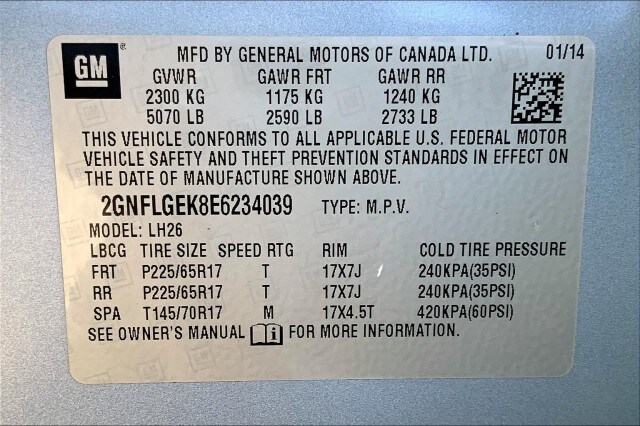 GM® MFD BY GENERAL MOTORS OF CANADA LTD. 01/14
GVWR GAWR FRT GAWR RR
2300 KG 1175 KG 1240 KG
5070 LB 2590 LB 2733 LB
THIS VEHICLE CONFORMS TO ALL APPLICABLE U.S. FEDERAL MOTOR
VEHICLE SAFETY AND THEFT PREVENTION STANDARDS IN EFFECT ON
THE DATE OF MANUFACTURE SHOWN ABOVE.
2GNFLGEK8E6234039 TYPE: M.P.V.
MODEL: LH26
LBCG TIRE SIZE SPEED RTG RIM COLD TIRE PRESSURE
FRT P225/65R17 T 17X7J 240KPA(35PSI)
RR P225/65R17 T 17X7J 240KPA(35PSI)
SPA T145/70R17 M 17X4.5T 420KPA(60PSI)
SEE OWNER'S MANUAL FOR MORE INFORMATION.